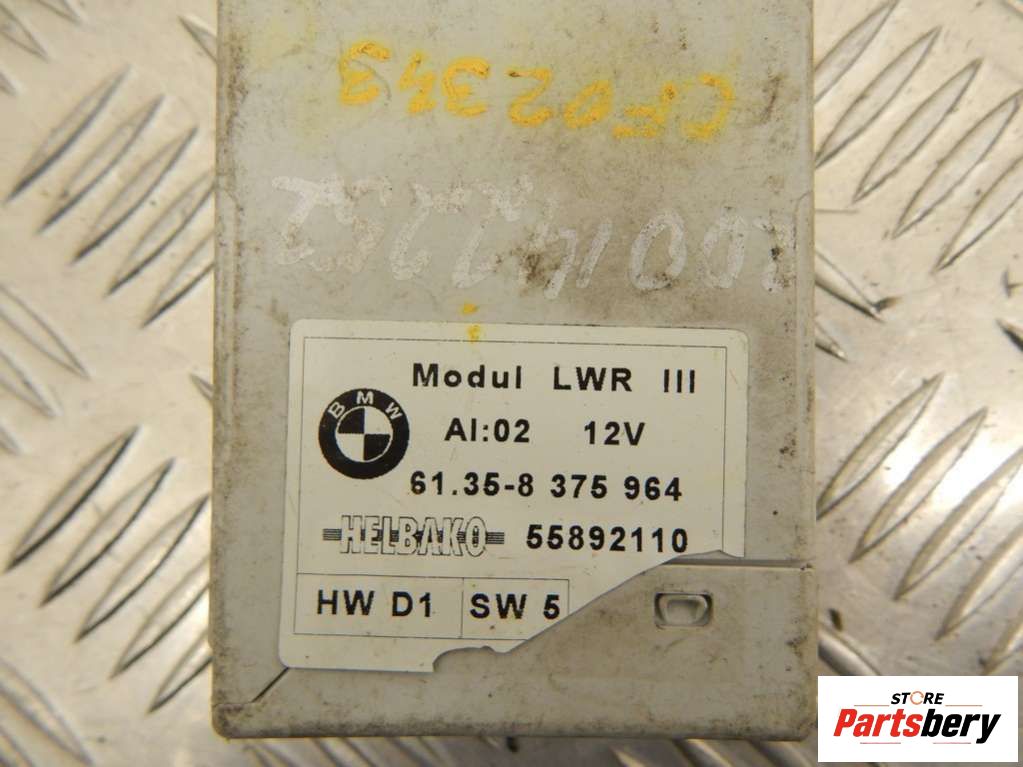 CF02343
Modul LWR III
BMW
AI:02 12V
61.35-8 375 964
HELBAKO 55892110
HW D1 SW 5
STORE
Partsbery